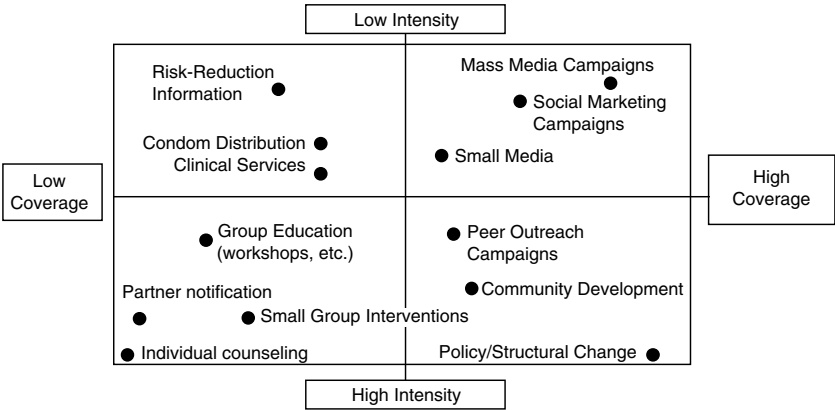 Low Intensity
Risk-Reduction
Information
Mass Media Campaigns
Social Marketing
Campaigns
Condom Distribution
Clinical Services
Small Media
Low
Coverage
High
Coverage
Group Education
(workshops, etc.)
Peer Outreach
Campaigns
Partner notification
Community Development
Small Group Interventions
Individual counseling
Policy/Structural Change
High Intensity